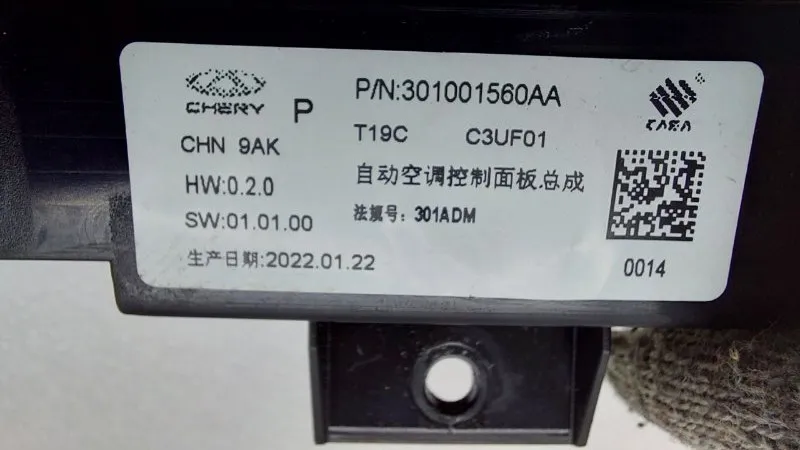 CHERY
P
P/N:301001560AA
CHN 9AK
T19C C3UF01
HW:0.2.0
自动空调控制面板总成
SW:01.01.00
法规号: 301ADM
生产日期:2022.01.22
0014